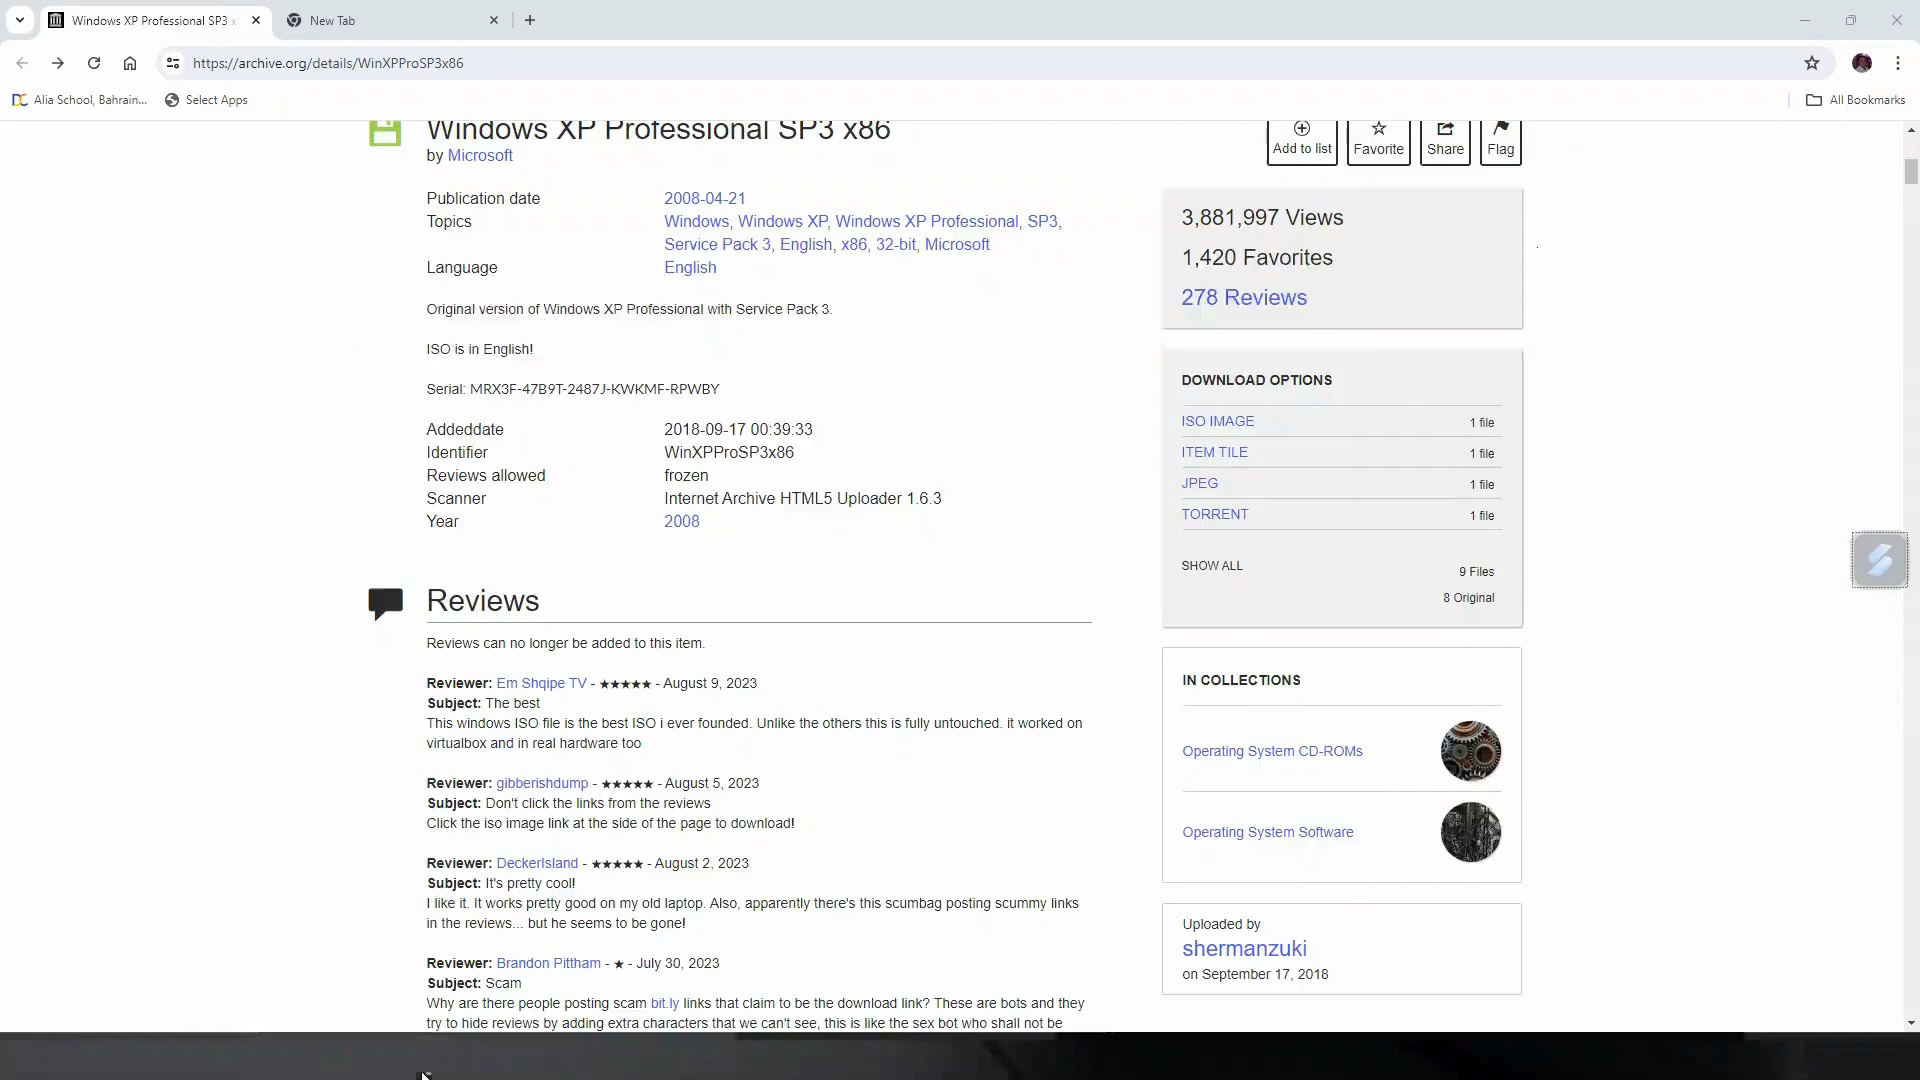 Windows XP Professional SP3 x
New Tab
https://archive.org/details/WinXPProSP3x86
DC Alia School, Bahrain...
Select Apps
All Bookmarks
Windows XP Professional SP3 x86
by Microsoft
Add to list
Favorite
Share
Flag
Publication date 2008-04-21
Topics Windows, Windows XP, Windows XP Professional, SP3,
Service Pack 3, English, x86, 32-bit, Microsoft
Language English
Original version of Windows XP Professional with Service Pack 3.
ISO is in English!
Serial: MRX3F-47B9T-2487J-KWKMF-RPWBY
Addeddate 2018-09-17 00:39:33
Identifier WinXPProSP3x86
Reviews allowed frozen
Scanner Internet Archive HTML5 Uploader 1.6.3
Year 2008
Reviews
Reviews can no longer be added to this item.
Reviewer: Em Shqipe TV - ★★★★★ - August 9, 2023
Subject: The best
This windows ISO file is the best ISO i ever founded. Unlike the others this is fully untouched. it worked on
virtualbox and in real hardware too
Reviewer: gibberishdump - ★★★★★ - August 5, 2023
Subject: Don't click the links from the reviews
Click the iso image link at the side of the page to download!
Reviewer: DeckerIsland - ★★★★★ - August 2, 2023
Subject: It's pretty cool!
I like it. It works pretty good on my old laptop. Also, apparently there's this scumbag posting scummy links
in the reviews... but he seems to be gone!
Reviewer: Brandon Pittham - ★ - July 30, 2023
Subject: Scam
Why are there people posting scam bit.ly links that claim to be the download link? These are bots and they
try to hide reviews by adding extra characters that we can't see, this is like the sex bot who shall not be
3,881,997 Views
1,420 Favorites
278 Reviews
DOWNLOAD OPTIONS
ISO IMAGE 1 file
ITEM TILE 1 file
JPEG 1 file
TORRENT 1 file
SHOW ALL 9 Files
8 Original
IN COLLECTIONS
Operating System CD-ROMs
Operating System Software
Uploaded by
shermanzuki
on September 17, 2018